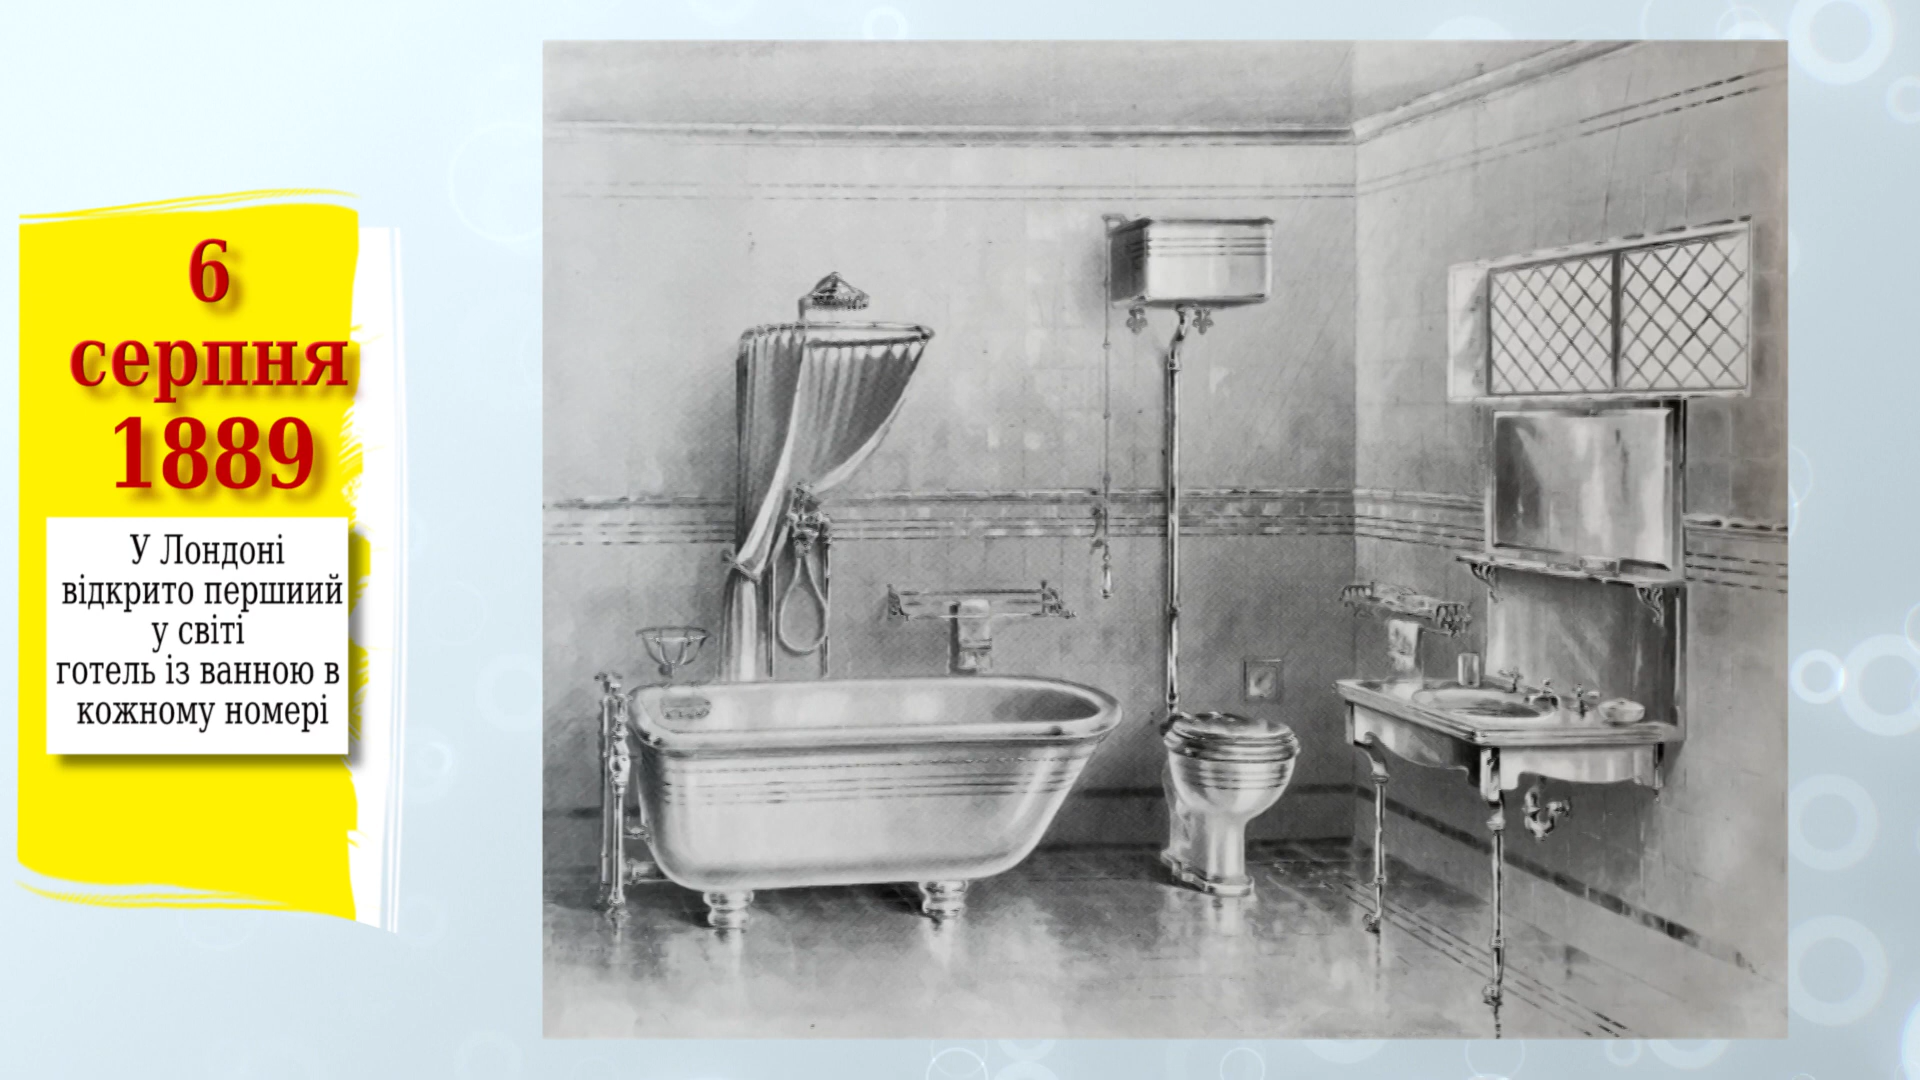 6
серпня
1889
У Лондоні
відкрито першиий
у світі
готель із ванною в
кожному номері